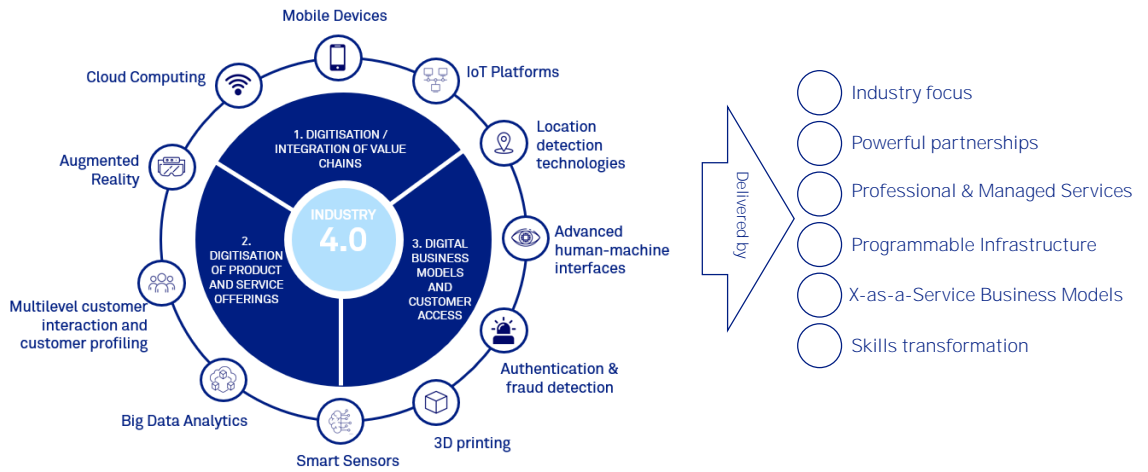 Mobile Devices
IoT Platforms
Location
detection
technologies
Advanced
human-machine
interfaces
Authentication &
fraud detection
3D printing
Smart Sensors
Big Data Analytics
Multilevel customer
interaction and
customer profiling
Augmented
Reality
Cloud Computing
1. DIGITISATION /
INTEGRATION OF VALUE
CHAINS
INDUSTRY
4.0
2.
DIGITISATION
OF PRODUCT
AND SERVICE
OFFERINGS
3. DIGITAL
BUSINESS
MODELS
AND
CUSTOMER
ACCESS
Delivered by
Industry focus
Powerful partnerships
Professional & Managed Services
Programmable Infrastructure
X-as-a-Service Business Models
Skills transformation